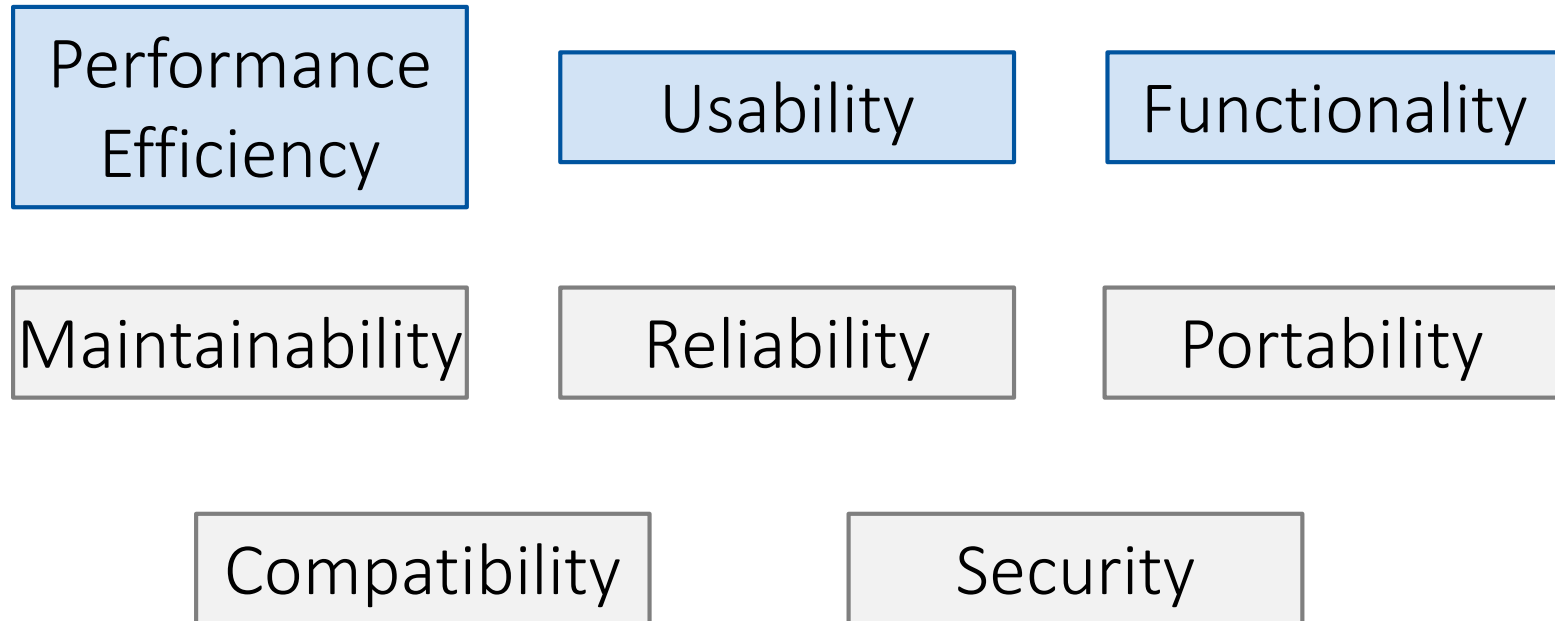 Performance
Efficiency
Usability
Functionality
Maintainability
Reliability
Portability
Compatibility
Security